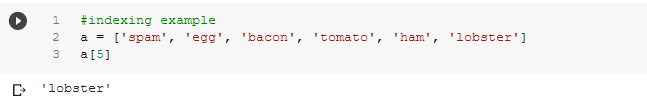 1 #indexing example
2 a = ['spam', 'egg', 'bacon', 'tomato', 'ham', 'lobster']
3 a[5]
'lobster'